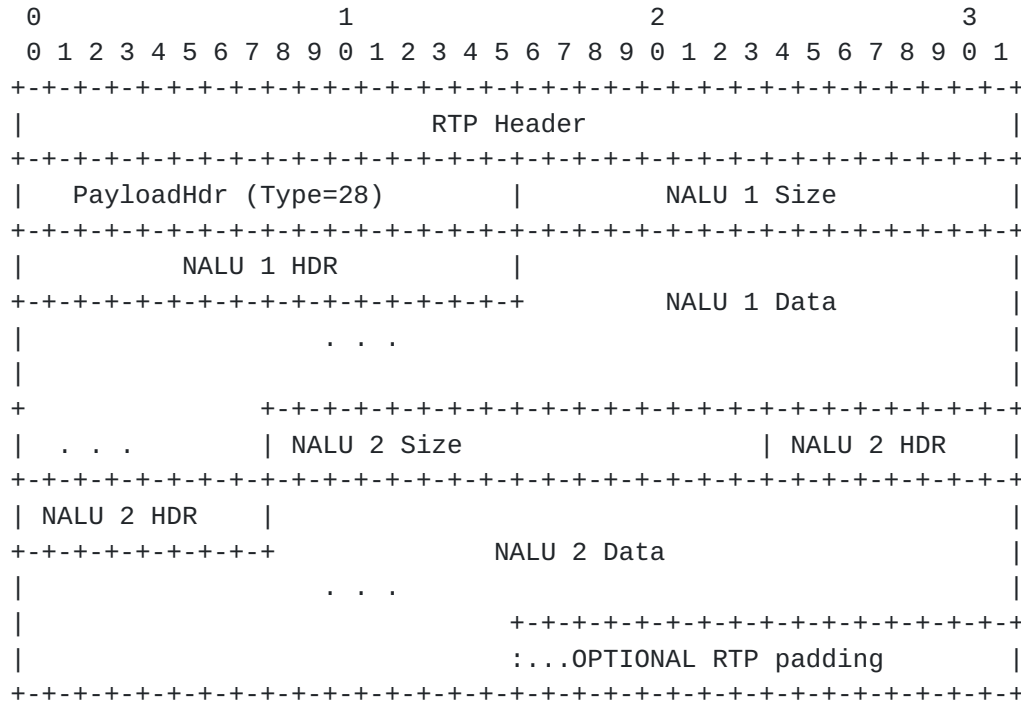 0                   1                   2                   3
 0 1 2 3 4 5 6 7 8 9 0 1 2 3 4 5 6 7 8 9 0 1 2 3 4 5 6 7 8 9 0 1
+-+-+-+-+-+-+-+-+-+-+-+-+-+-+-+-+-+-+-+-+-+-+-+-+-+-+-+-+-+-+-+-+
|                          RTP Header                           |
+-+-+-+-+-+-+-+-+-+-+-+-+-+-+-+-+-+-+-+-+-+-+-+-+-+-+-+-+-+-+-+-+
|   PayloadHdr (Type=28)        |         NALU 1 Size           |
+-+-+-+-+-+-+-+-+-+-+-+-+-+-+-+-+-+-+-+-+-+-+-+-+-+-+-+-+-+-+-+-+
|          NALU 1 HDR           |                               |
+-+-+-+-+-+-+-+-+-+-+-+-+-+-+-+-+         NALU 1 Data           |
|                   . . .                                       |
|                                                               |
+               +-+-+-+-+-+-+-+-+-+-+-+-+-+-+-+-+-+-+-+-+-+-+-+-+
|  . . .        | NALU 2 Size                   | NALU 2 HDR    |
+-+-+-+-+-+-+-+-+-+-+-+-+-+-+-+-+-+-+-+-+-+-+-+-+-+-+-+-+-+-+-+-+
| NALU 2 HDR    |                                               |
+-+-+-+-+-+-+-+-+              NALU 2 Data                      |
|                   . . .                                       |
|                               +-+-+-+-+-+-+-+-+-+-+-+-+-+-+-+-+
|                               :...OPTIONAL RTP padding        |
+-+-+-+-+-+-+-+-+-+-+-+-+-+-+-+-+-+-+-+-+-+-+-+-+-+-+-+-+-+-+-+-+